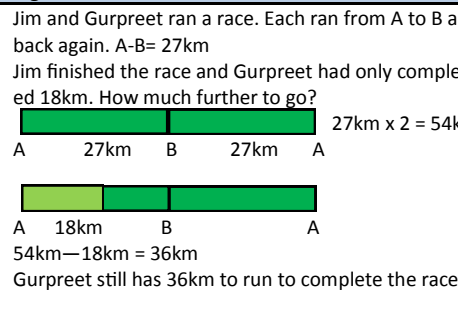 Jim and Gurpreet ran a race. Each ran from A to B a
back again. A-B= 27km
Jim finished the race and Gurpreet had only comple
ed 18km. How much further to go?
27km x 2 = 54k
A 27km B 27km A
A 18km B A
54km—18km = 36km
Gurpreet still has 36km to run to complete the race